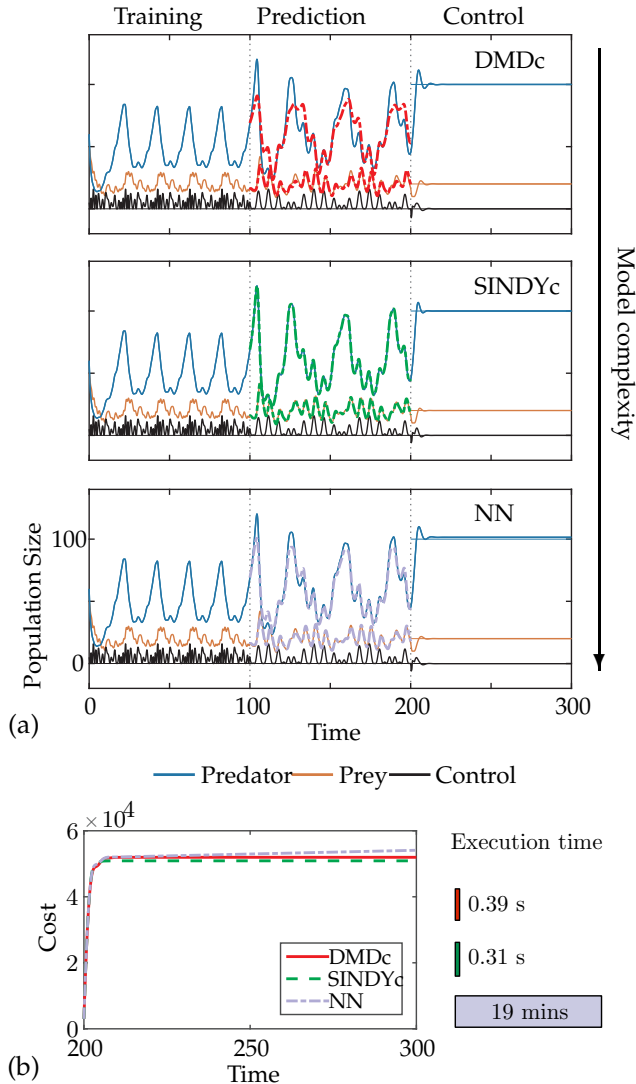 Training Prediction Control
DMDc
SINDYc
NN
Model complexity
Population Size
100
50
0
0 100 200 300
Time
(a)
Predator Prey Control
× 10^4
6
4
2
0
Cost
DMDc
SINDYc
NN
200 250 300
Time
(b)
Execution time
0.39 s
0.31 s
19 mins